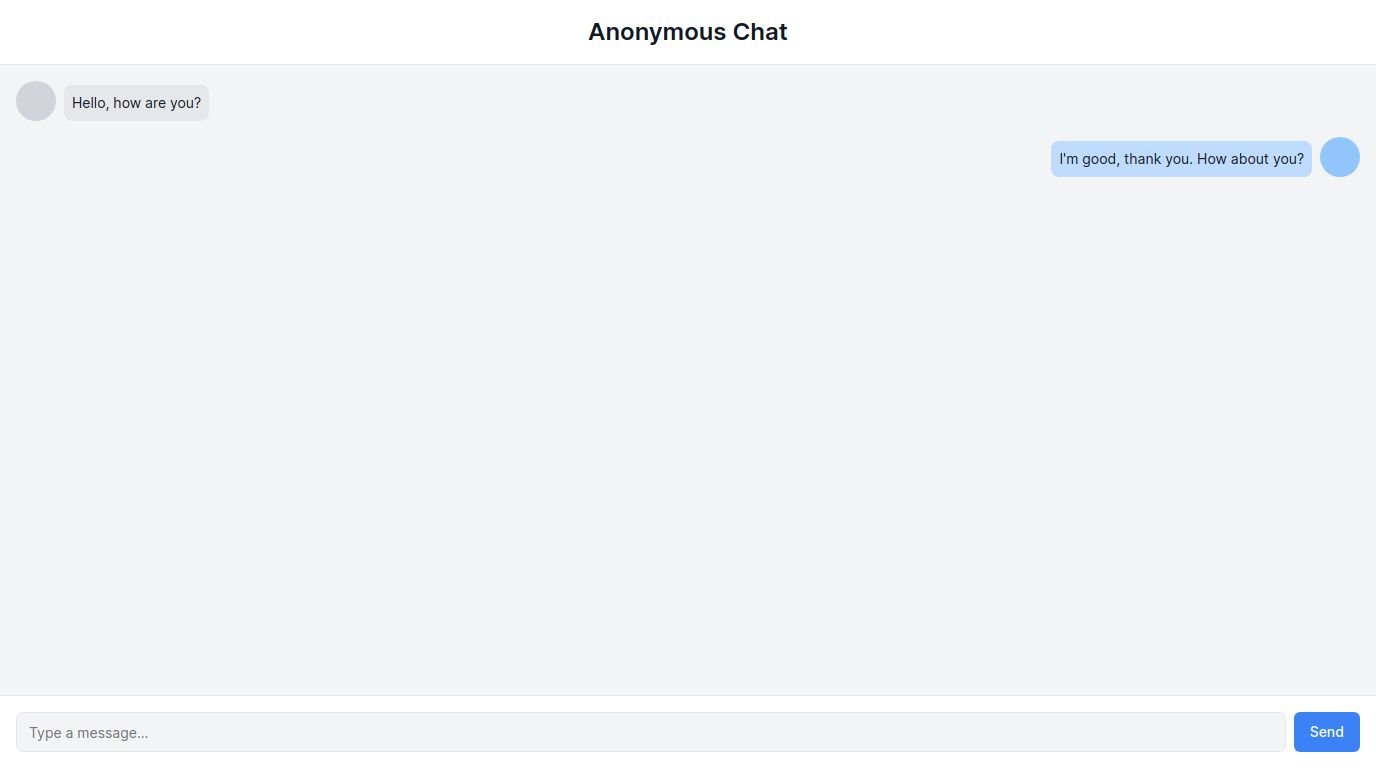 Anonymous Chat
Hello, how are you?
I'm good, thank you. How about you?
Type a message...
Send